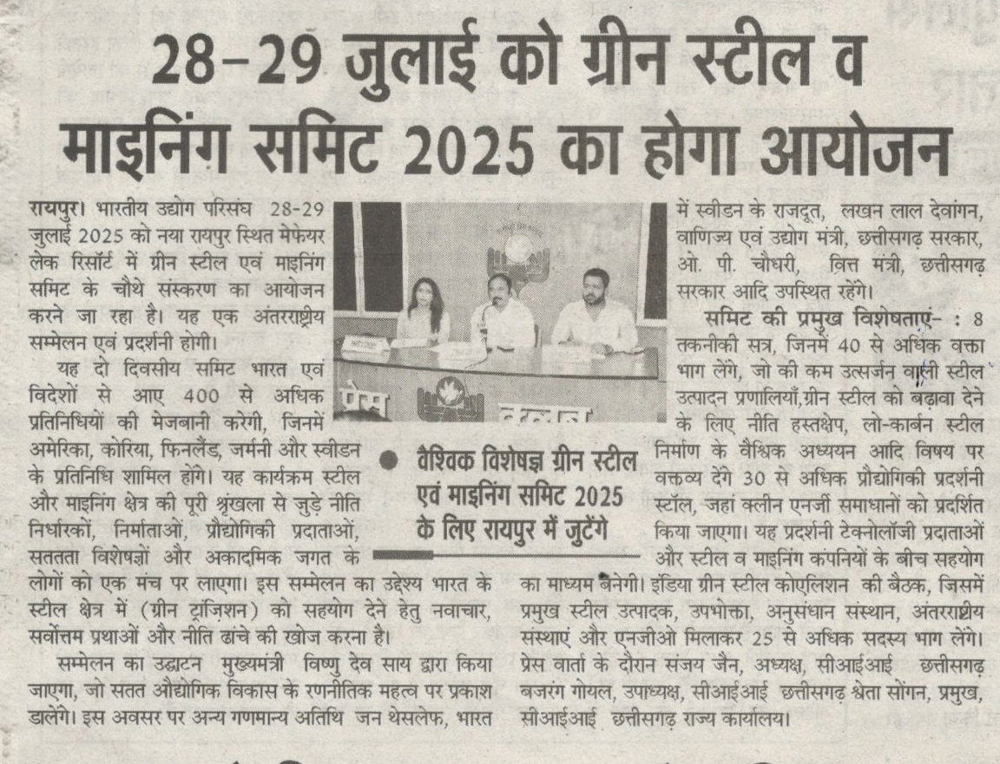 28-29 जुलाई को ग्रीन स्टील व
माइनिंग समिट 2025 का होगा आयोजन
रायपुर। भारतीय उद्योग परिसंघ 28-29
जुलाई 2025 को नया रायपुर स्थित मेफेयर
लेक रिसॉर्ट में ग्रीन स्टील एवं माइनिंग
समिट के चौथे संस्करण का आयोजन
करने जा रहा है। यह एक अंतरराष्ट्रीय
सम्मेलन एवं प्रदर्शनी होगी।
यह दो दिवसीय समिट भारत एवं
विदेशों से आए 400 से अधिक
प्रतिनिधियों की मेजबानी करेगी, जिनमें
अमेरिका, कोरिया, फिनलैंड, जर्मनी और स्वीडन
के प्रतिनिधि शामिल होंगे। यह कार्यक्रम स्टील
और माइनिंग क्षेत्र की पूरी श्रृंखला से जुड़े नीति
निर्धारकों, निर्माताओं, प्रौद्योगिकी प्रदाताओं,
सततता विशेषज्ञों और अकादमिक जगत के
लोगों को एक मंच पर लाएगा। इस सम्मेलन का उद्देश्य भारत के
स्टील क्षेत्र में (ग्रीन ट्रांज़िशन) को सहयोग देने हेतु नवाचार,
सर्वोत्तम प्रथाओं और नीति ढांचे की खोज करना है।
सम्मेलन का उद्घाटन मुख्यमंत्री विष्णु देव साय द्वारा किया
जाएगा, जो सतत औद्योगिक विकास के रणनीतिक महत्व पर प्रकाश
डालेंगे। इस अवसर पर अन्य गणमान्य अतिथि जन थेसलेफ, भारत
वैश्विक विशेषज्ञ ग्रीन स्टील
एवं माइनिंग समिट 2025
के लिए रायपुर में जुटेंगे
में स्वीडन के राजदूत, लखन लाल देवांगन,
वाणिज्य एवं उद्योग मंत्री, छत्तीसगढ़ सरकार,
ओ. पी. चौधरी, वित्त मंत्री, छत्तीसगढ़
सरकार आदि उपस्थित रहेंगे।
समिट की प्रमुख विशेषताएं- : 8
तकनीकी सत्र, जिनमें 40 से अधिक वक्ता
भाग लेंगे, जो की कम उत्सर्जन वाली स्टील
उत्पादन प्रणालियाँ,ग्रीन स्टील को बढ़ावा देने
के लिए नीति हस्तक्षेप, लो-कार्बन स्टील
निर्माण के वैश्विक अध्ययन आदि विषय पर
वक्तव्य देंगे 30 से अधिक प्रौद्योगिकी प्रदर्शनी
स्टॉल, जहां क्लीन एनर्जी समाधानों को प्रदर्शित
किया जाएगा। यह प्रदर्शनी टेक्नोलॉजी प्रदाताओं
और स्टील व माइनिंग कंपनियों के बीच सहयोग
का माध्यम बनेगी। इंडिया ग्रीन स्टील कोएलिशन की बैठक, जिसमें
प्रमुख स्टील उत्पादक, उपभोक्ता, अनुसंधान संस्थान, अंतरराष्ट्रीय
संस्थाएं और एनजीओ मिलाकर 25 से अधिक सदस्य भाग लेंगे।
प्रेस वार्ता के दौरान संजय जैन, अध्यक्ष, सीआईआई छत्तीसगढ़
बजरंग गोयल, उपाध्यक्ष, सीआईआई छत्तीसगढ़ श्वेता सोंगन, प्रमुख,
सीआईआई छत्तीसगढ़ राज्य कार्यालय।